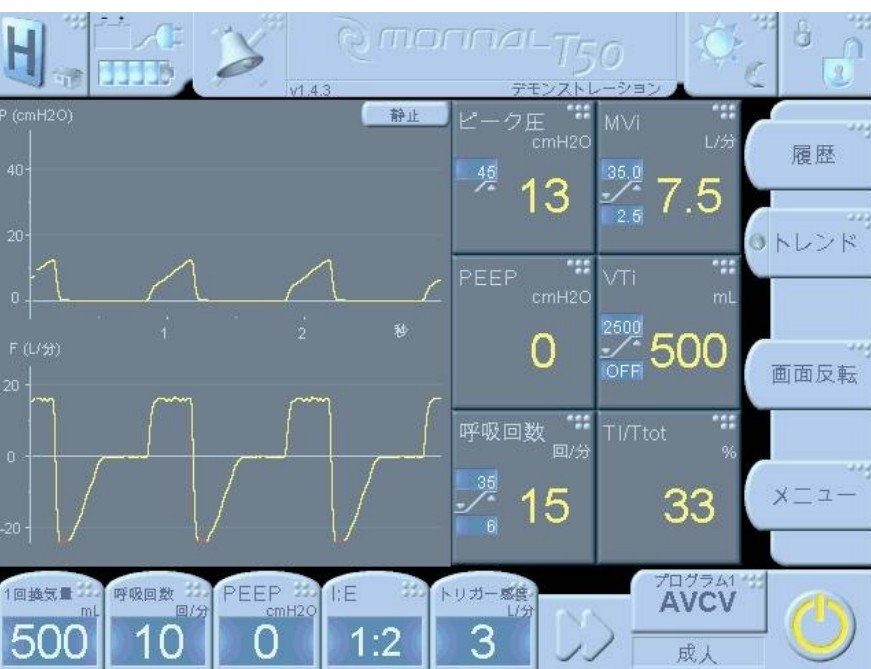 H
monnal T50
v1.4.3
デモンストレーション
P (cmH2O)
静止
40
20
0
1
2
秒
F (L/分)
20
0
-20
ピーク圧
cmH2O
45
13
MVi
L/分
35.0
2.5
7.5
PEEP
cmH2O
0
VTi
mL
2500
OFF
500
呼吸回数
回/分
35
6
15
TI/Ttot
%
33
履歴
トレンド
画面反転
メニュー
1回換気量
mL
500
呼吸回数
回/分
10
PEEP
cmH2O
0
I:E
1:2
トリガー感度
L/分
3
プログラム1
AVCV
成人